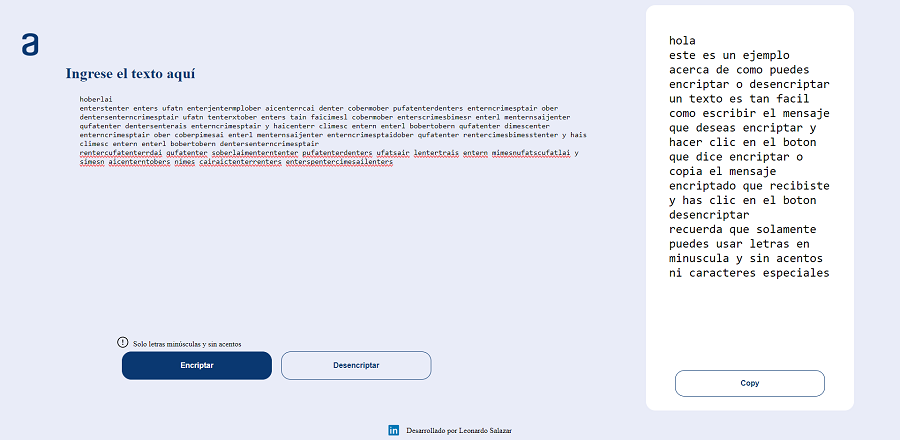 a
Ingrese el texto aquí
hoberlai
enterstenter enters ufatn enterjentermplober aicenterrcai denter cobermober pufatenterdenters enterncrimesptair ober
dentersenterncrimesptair ufatn tenterxtober enters tain faicimesl cobermober enterscrimesbimesr enterl menternsaijenter
qufatenter dentersenterais enterncrimesptair y haicenterr climesc entern enterl bobertobern qufatenter dimescenter
enterncrimesptair ober coberpimesai enterl menternsaijenter enterncrimesptaidober qufatenter rentercimesbimesstenter y hais
climesc entern enterl bobertobern dentersenterncrimesptair
rentercufatenterrdai qufatenter soberlaimenterntenter pufatenterdenters ufatsair lentertrais entern mimesnufatscufatlai y
simesn aicenterntobers nimes cairaictenterrenters enterspentercimesailenters
Solo letras minúsculas y sin acentos
Encriptar
Desencriptar
hola
este es un ejemplo
acerca de como puedes
encriptar o desencriptar
un texto es tan facil
como escribir el mensaje
que deseas encriptar y
hacer clic en el boton
que dice encriptar o
copia el mensaje
encriptado que recibiste
y has clic en el boton
desencriptar
recuerda que solamente
puedes usar letras en
minuscula y sin acentos
ni caracteres especiales
Copy
in
Desarrollado por Leonardo Salazar